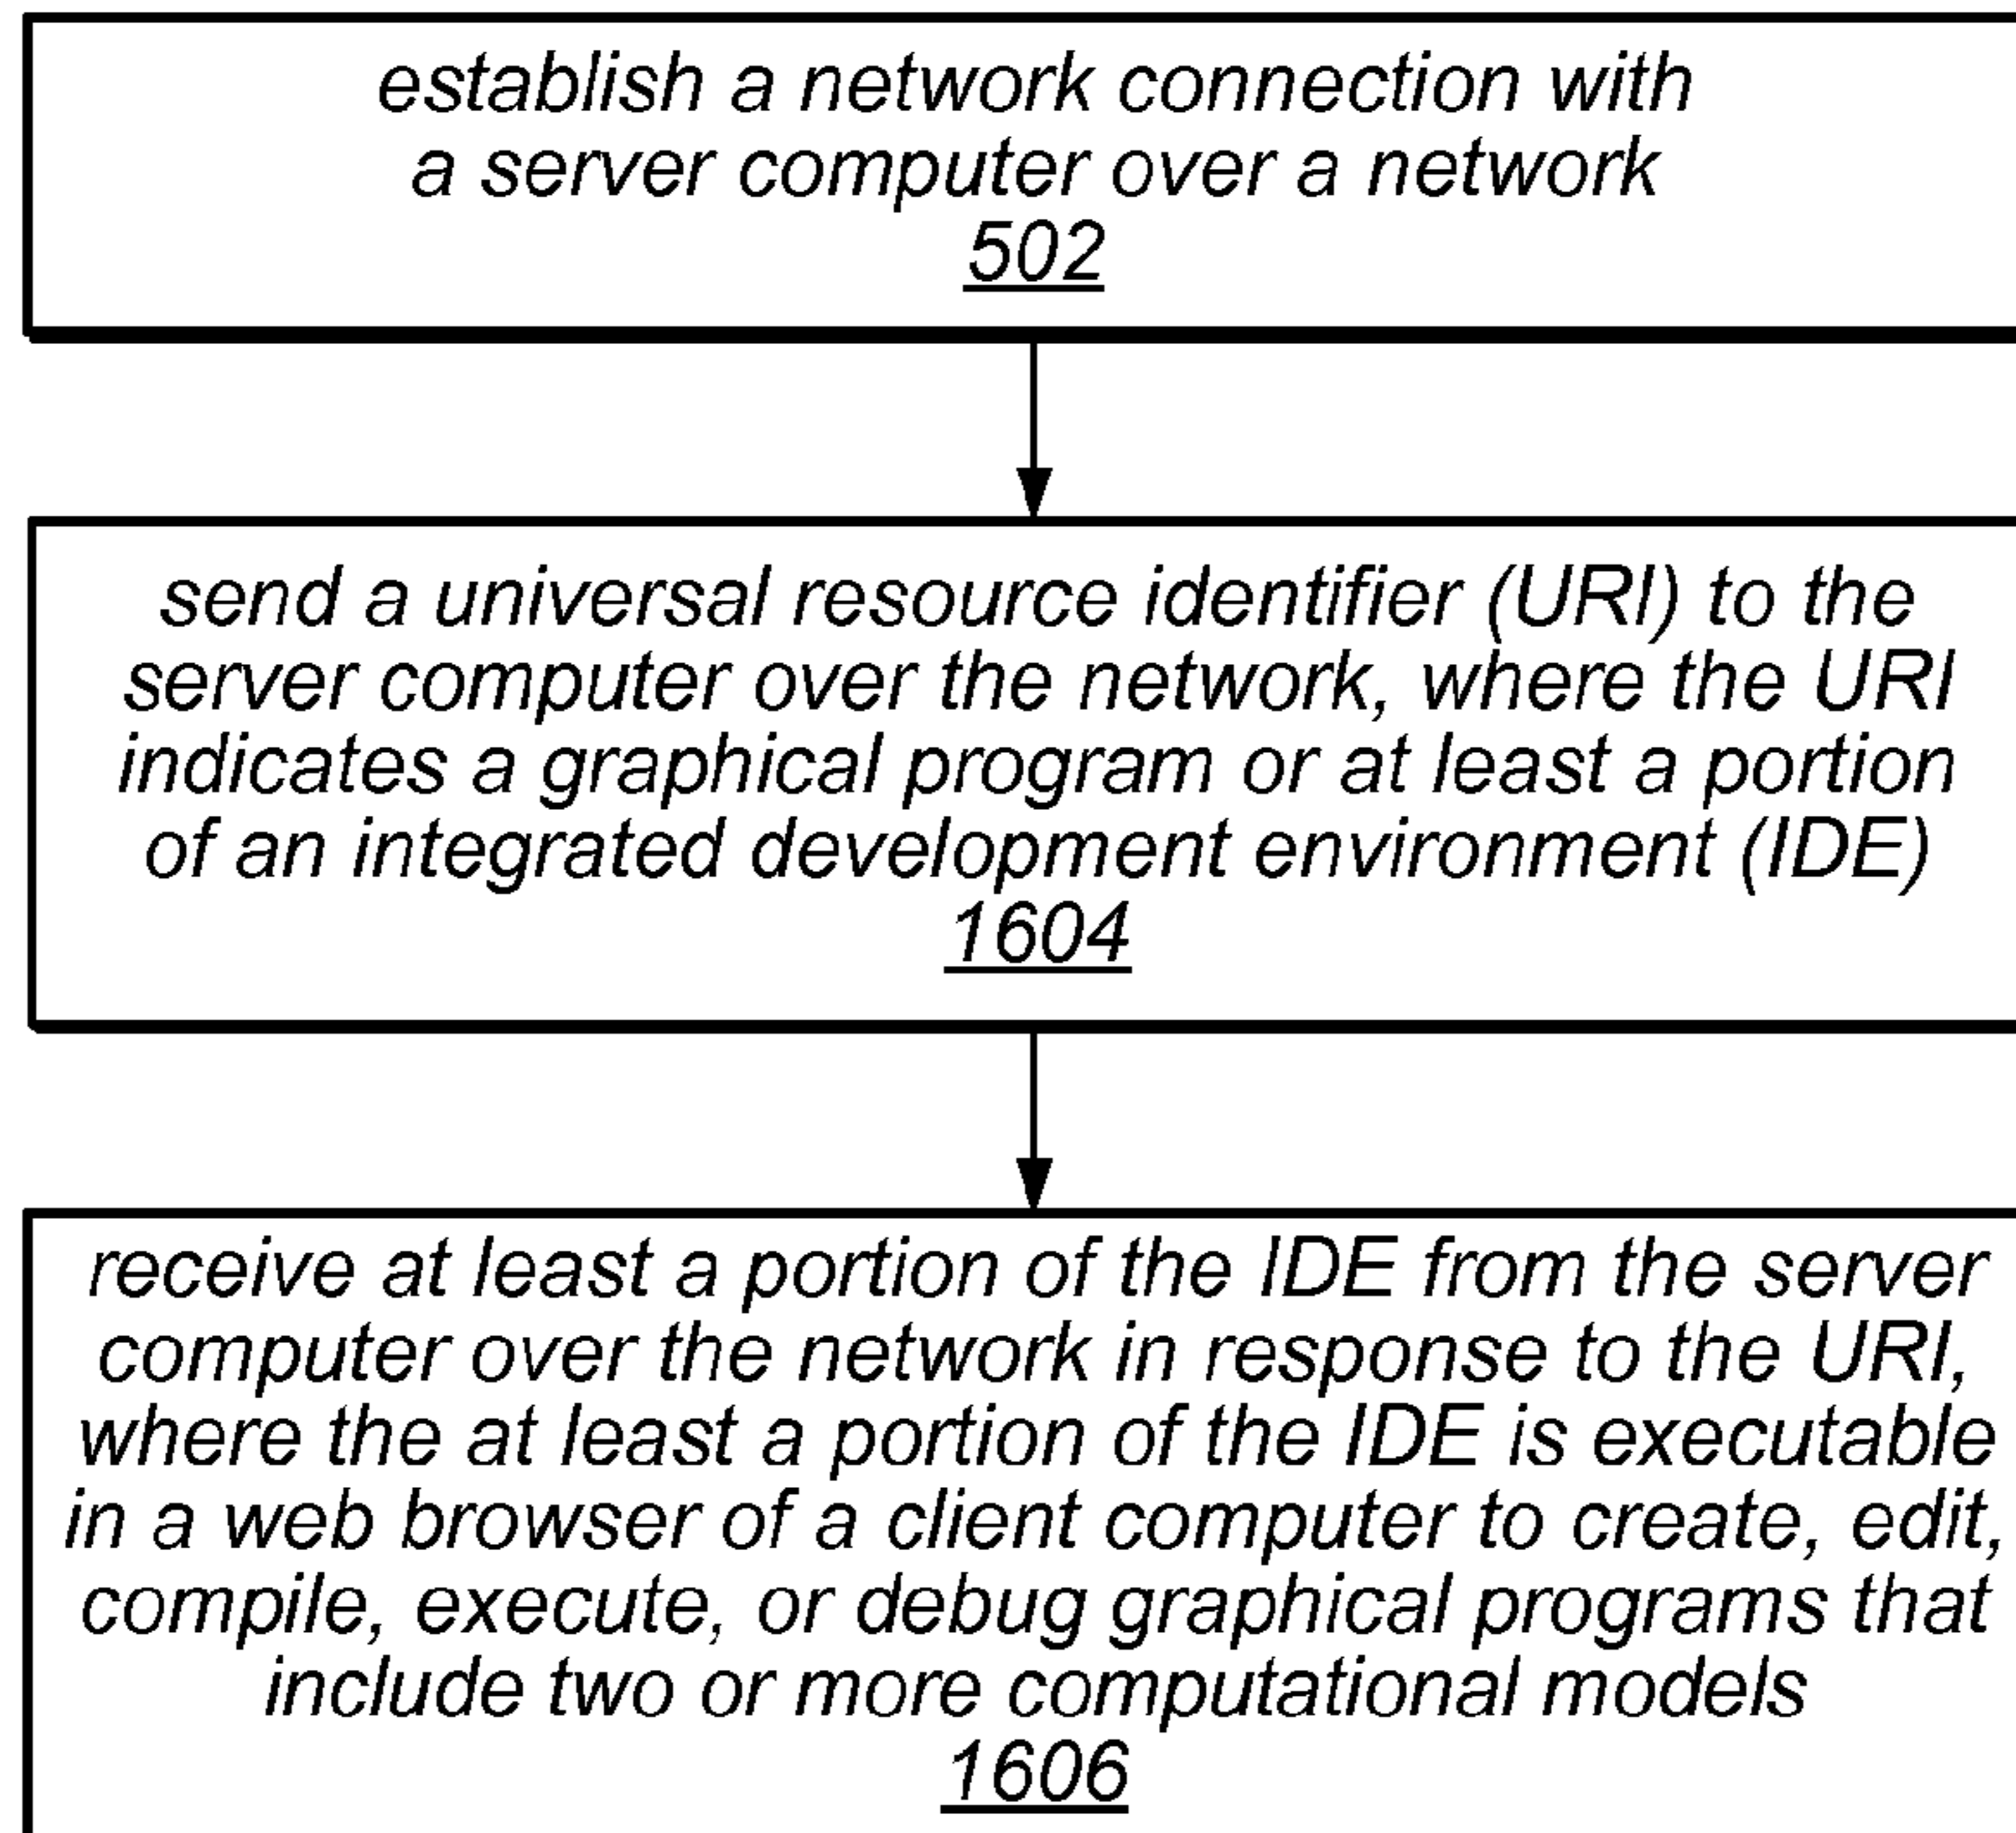 establish a network connection with
a server computer over a network
502
send a universal resource identifier (URI) to the
server computer over the network, where the URI
indicates a graphical program or at least a portion
of an integrated development environment (IDE)
1604
receive at least a portion of the IDE from the server
computer over the network in response to the URI,
where the at least a portion of the IDE is executable
in a web browser of a client computer to create, edit,
compile, execute, or debug graphical programs that
include two or more computational models
1606